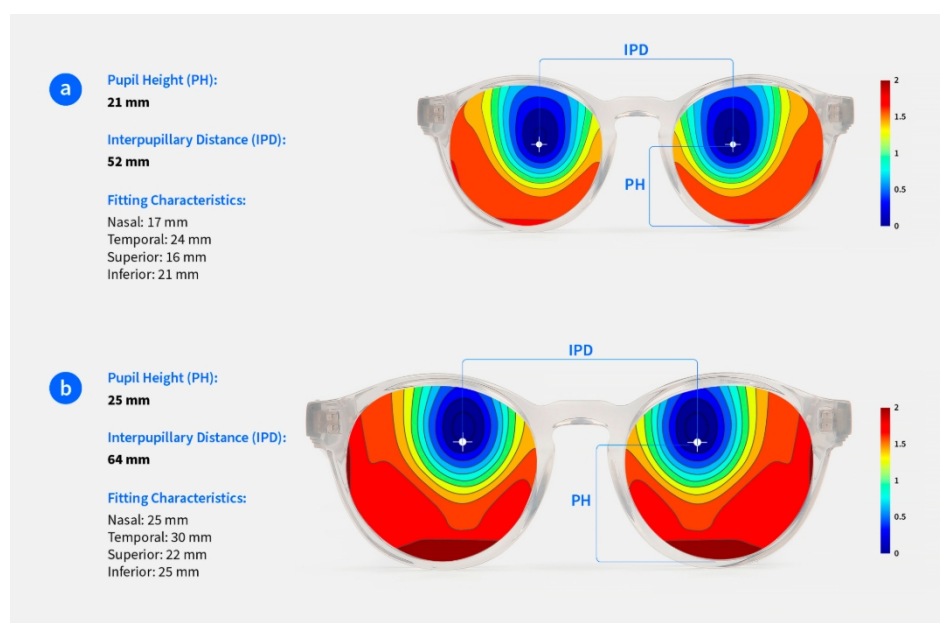 a
Pupil Height (PH):
21 mm
Interpupillary Distance (IPD):
52 mm
Fitting Characteristics:
Nasal: 17 mm
Temporal: 24 mm
Superior: 16 mm
Inferior: 21 mm
IPD
PH
2
1.5
1
0.5
0
b
Pupil Height (PH):
25 mm
Interpupillary Distance (IPD):
64 mm
Fitting Characteristics:
Nasal: 25 mm
Temporal: 30 mm
Superior: 22 mm
Inferior: 25 mm
IPD
PH
2
1.5
1
0.5
0